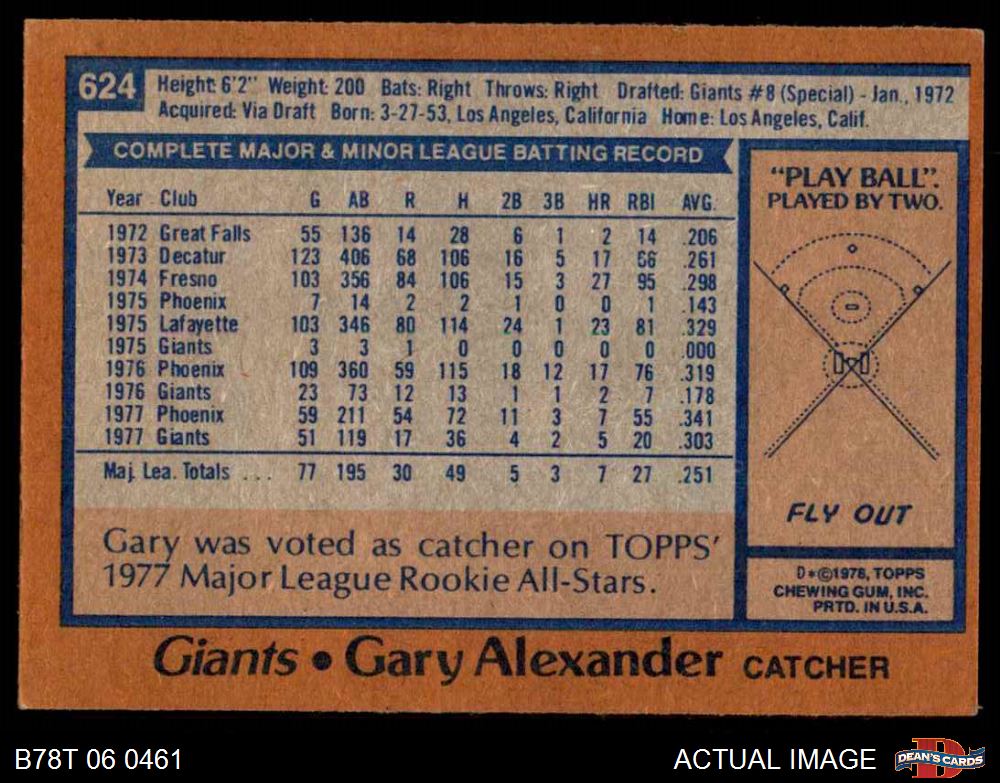 624
Height: 6'2" Weight: 200 Bats: Right Throws: Right Drafted: Giants #8 (Special) - Jan., 1972
Acquired: Via Draft Born: 3-27-53, Los Angeles, California Home: Los Angeles, Calif.
COMPLETE MAJOR & MINOR LEAGUE BATTING RECORD
Year Club G AB R H 2B 3B HR RBI AVG.
1972 Great Falls 55 136 14 28 6 1 2 14 .206
1973 Decatur 123 406 68 106 16 5 17 66 .261
1974 Fresno 103 356 84 106 15 3 27 95 .298
1975 Phoenix 7 14 2 2 1 0 0 1 .143
1975 Lafayette 103 346 80 114 24 1 23 81 .329
1975 Giants 3 3 1 0 0 0 0 0 .000
1976 Phoenix 109 360 59 115 18 12 17 76 .319
1976 Giants 23 73 12 13 1 1 2 7 .178
1977 Phoenix 59 211 54 72 11 3 7 55 .341
1977 Giants 51 119 17 36 4 2 5 20 .303
Maj. Lea. Totals ... 77 195 30 49 5 3 7 27 .251
Gary was voted as catcher on TOPPS'
1977 Major League Rookie All-Stars.
"PLAY BALL".
PLAYED BY TWO.
FLY OUT
D*©1978, TOPPS
CHEWING GUM, INC.
PRTD. IN U.S.A.
Giants • Gary Alexander CATCHER
B78T 06 0461
ACTUAL IMAGE
D
DEAN'S CARDS